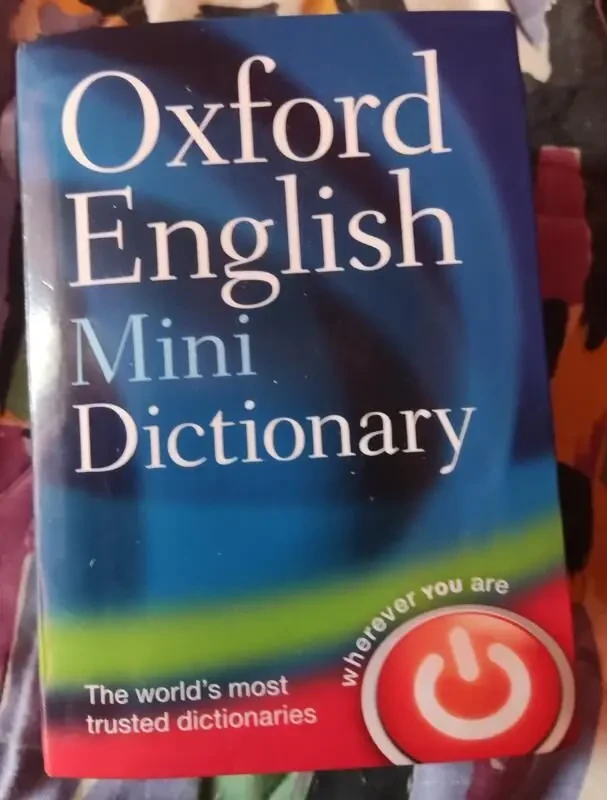 Oxford
English
Mini
Dictionary
wherever YOU are
The world's most
trusted dictionaries